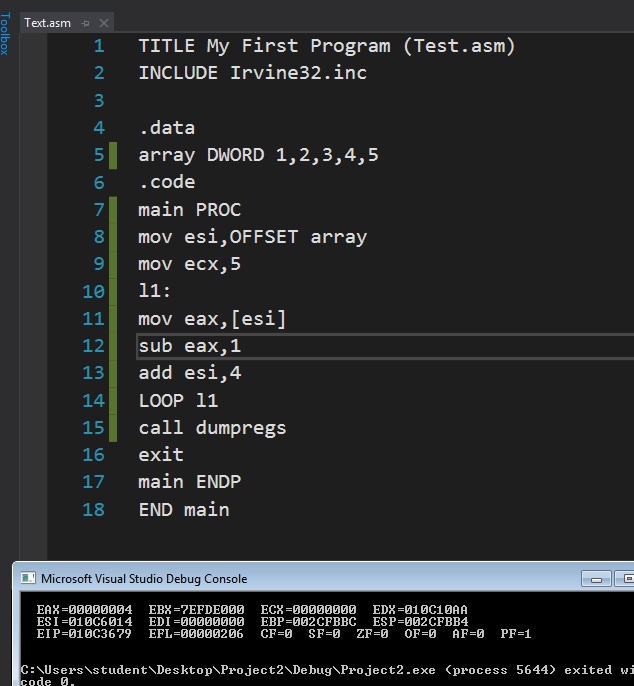 Toolbox
Text.asm
1 TITLE My First Program (Test.asm)
2 INCLUDE Irvine32.inc
3
4 .data
5 array DWORD 1,2,3,4,5
6 .code
7 main PROC
8 mov esi,OFFSET array
9 mov ecx,5
10 l1:
11 mov eax,[esi]
12 sub eax,1
13 add esi,4
14 LOOP l1
15 call dumpregs
16 exit
17 main ENDP
18 END main
Microsoft Visual Studio Debug Console
EAX=00000004 EBX=7EFDE000 ECX=00000000 EDX=010C10AA
ESI=010C6014 EDI=00000000 EBP=002CFBBC ESP=002CFBB4
EIP=010C3679 EFL=00000206 CF=0 SF=0 ZF=0 OF=0 AF=0 PF=1
C:\Users\student\Desktop\Project2\Debug\Project2.exe (process 5644) exited wi
code 0.